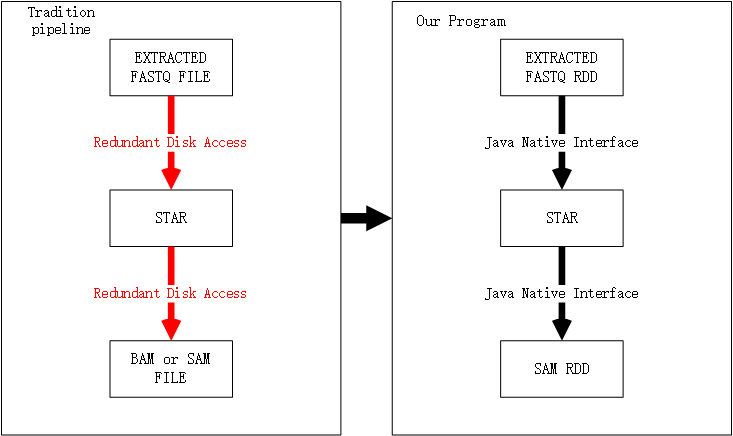 Tradition
pipeline
EXTRACTED
FASTQ FILE
Redundant Disk Access
STAR
Redundant Disk Access
BAM or SAM
FILE
Our Program
EXTRACTED
FASTQ RDD
Java Native Interface
STAR
Java Native Interface
SAM RDD